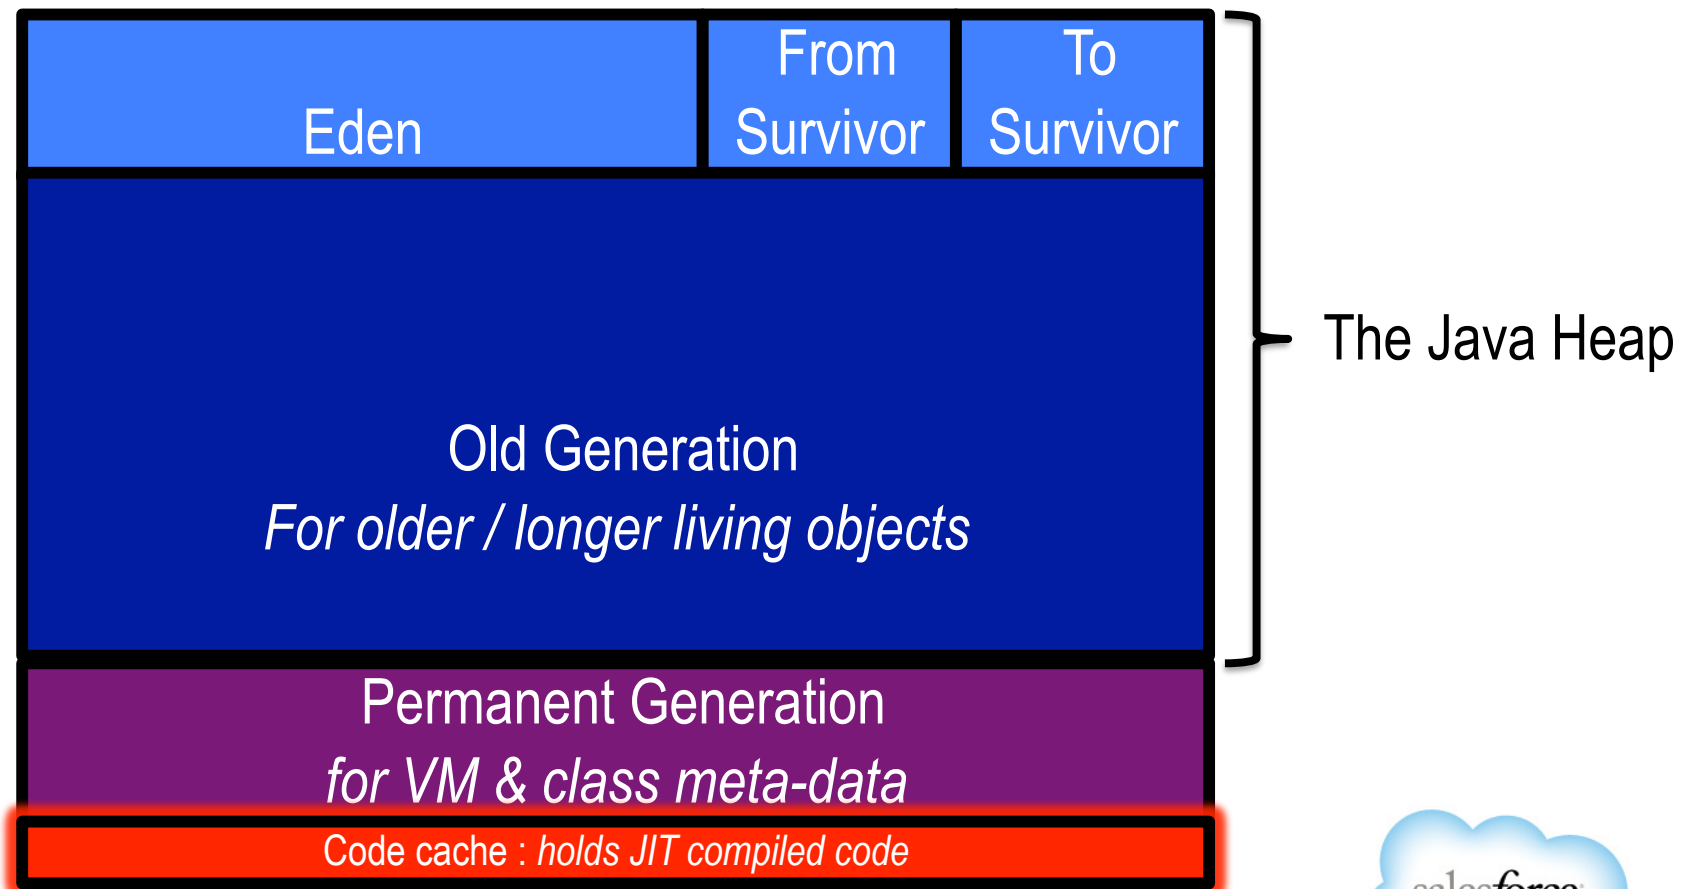 Eden
From
Survivor
To
Survivor
The Java Heap
Old Generation
For older / longer living objects
Permanent Generation
for VM & class meta-data
Code cache : holds JIT compiled code
salesforce